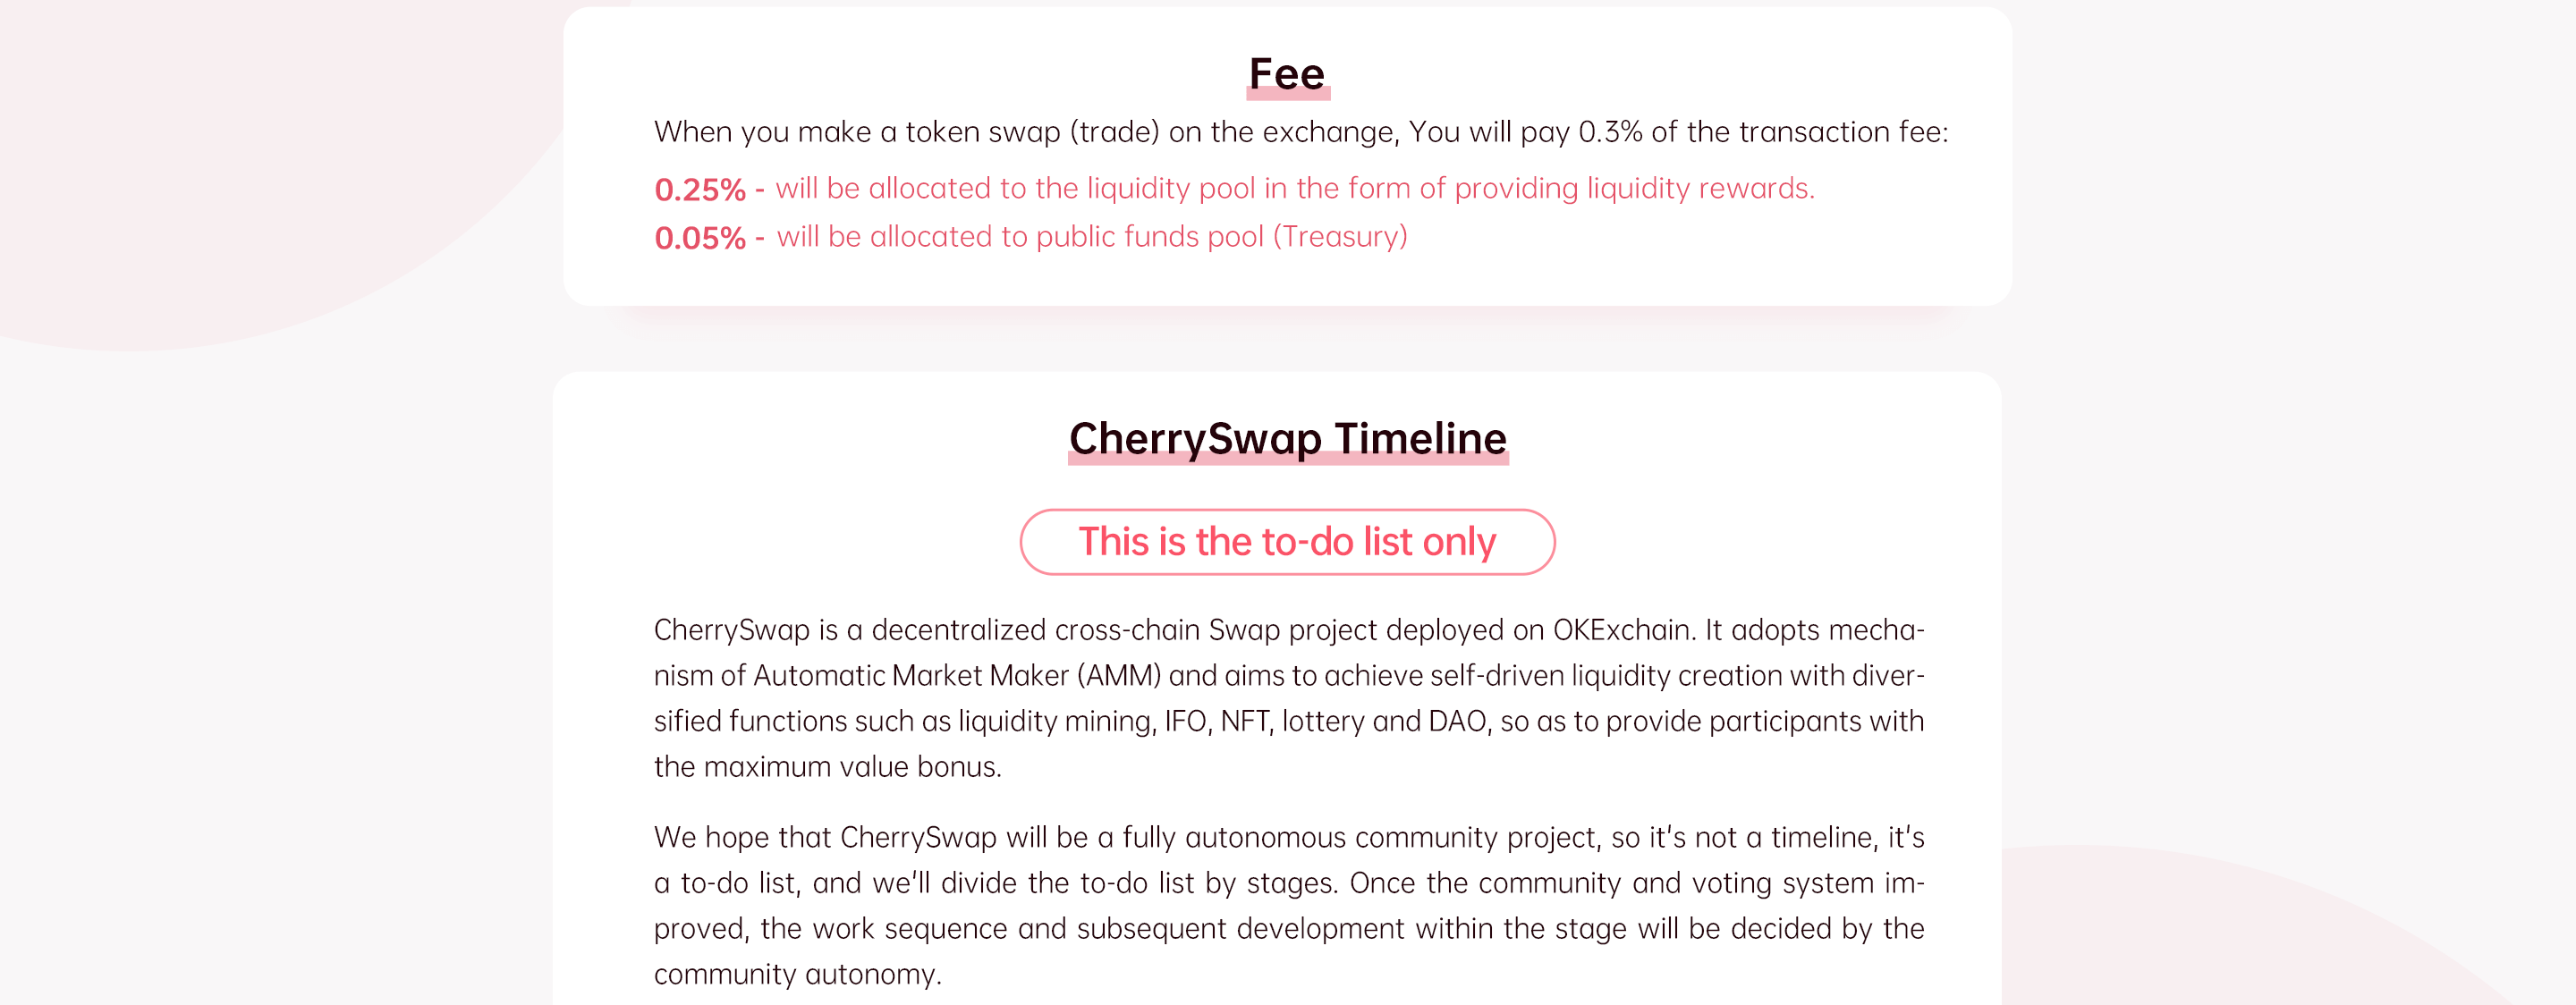 Fee
When you make a token swap (trade) on the exchange, You will pay 0.3% of the transaction fee:
0.25% - will be allocated to the liquidity pool in the form of providing liquidity rewards.
0.05% - will be allocated to public funds pool (Treasury)
CherrySwap Timeline
This is the to-do list only
CherrySwap is a decentralized cross-chain Swap project deployed on OKExchain. It adopts mecha-
nism of Automatic Market Maker (AMM) and aims to achieve self-driven liquidity creation with diver-
sified functions such as liquidity mining, IFO, NFT, lottery and DAO, so as to provide participants with
the maximum value bonus.
We hope that CherrySwap will be a fully autonomous community project, so it's not a timeline, it's
a to-do list, and we'll divide the to-do list by stages. Once the community and voting system im-
proved, the work sequence and subsequent development within the stage will be decided by the
community autonomy.